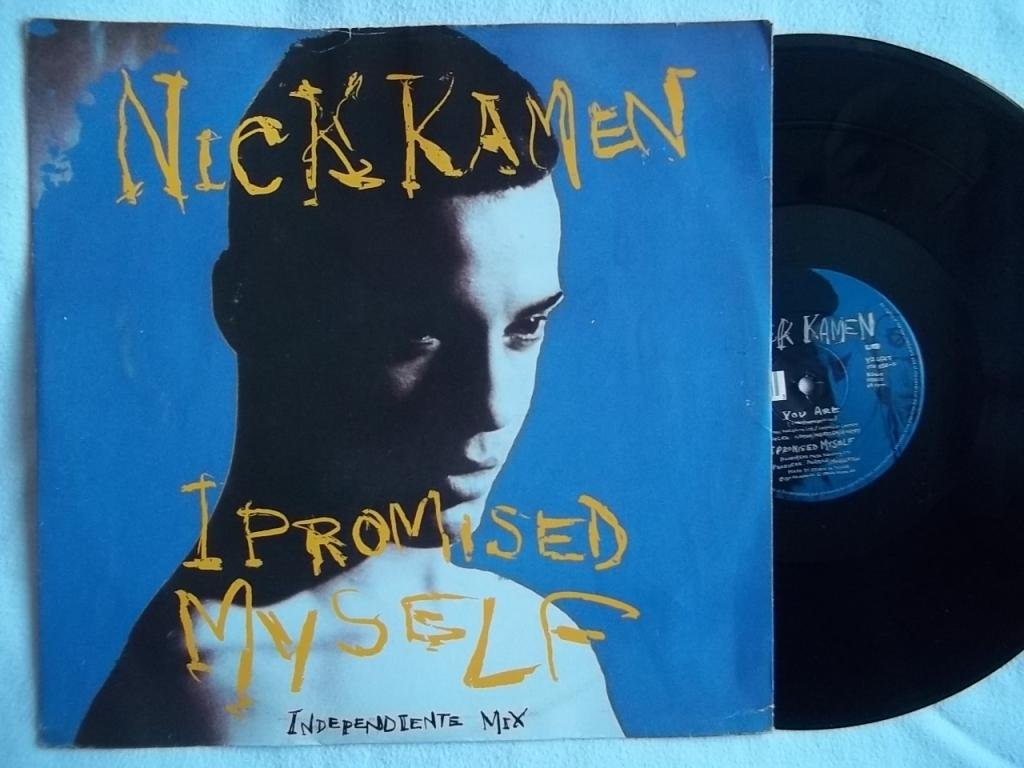 NICK KAMEN
I PROMISED
MYSELF
INDEPENDIENTE MIX
KAMEN
YOU ARE
I PROMISED MYSELF